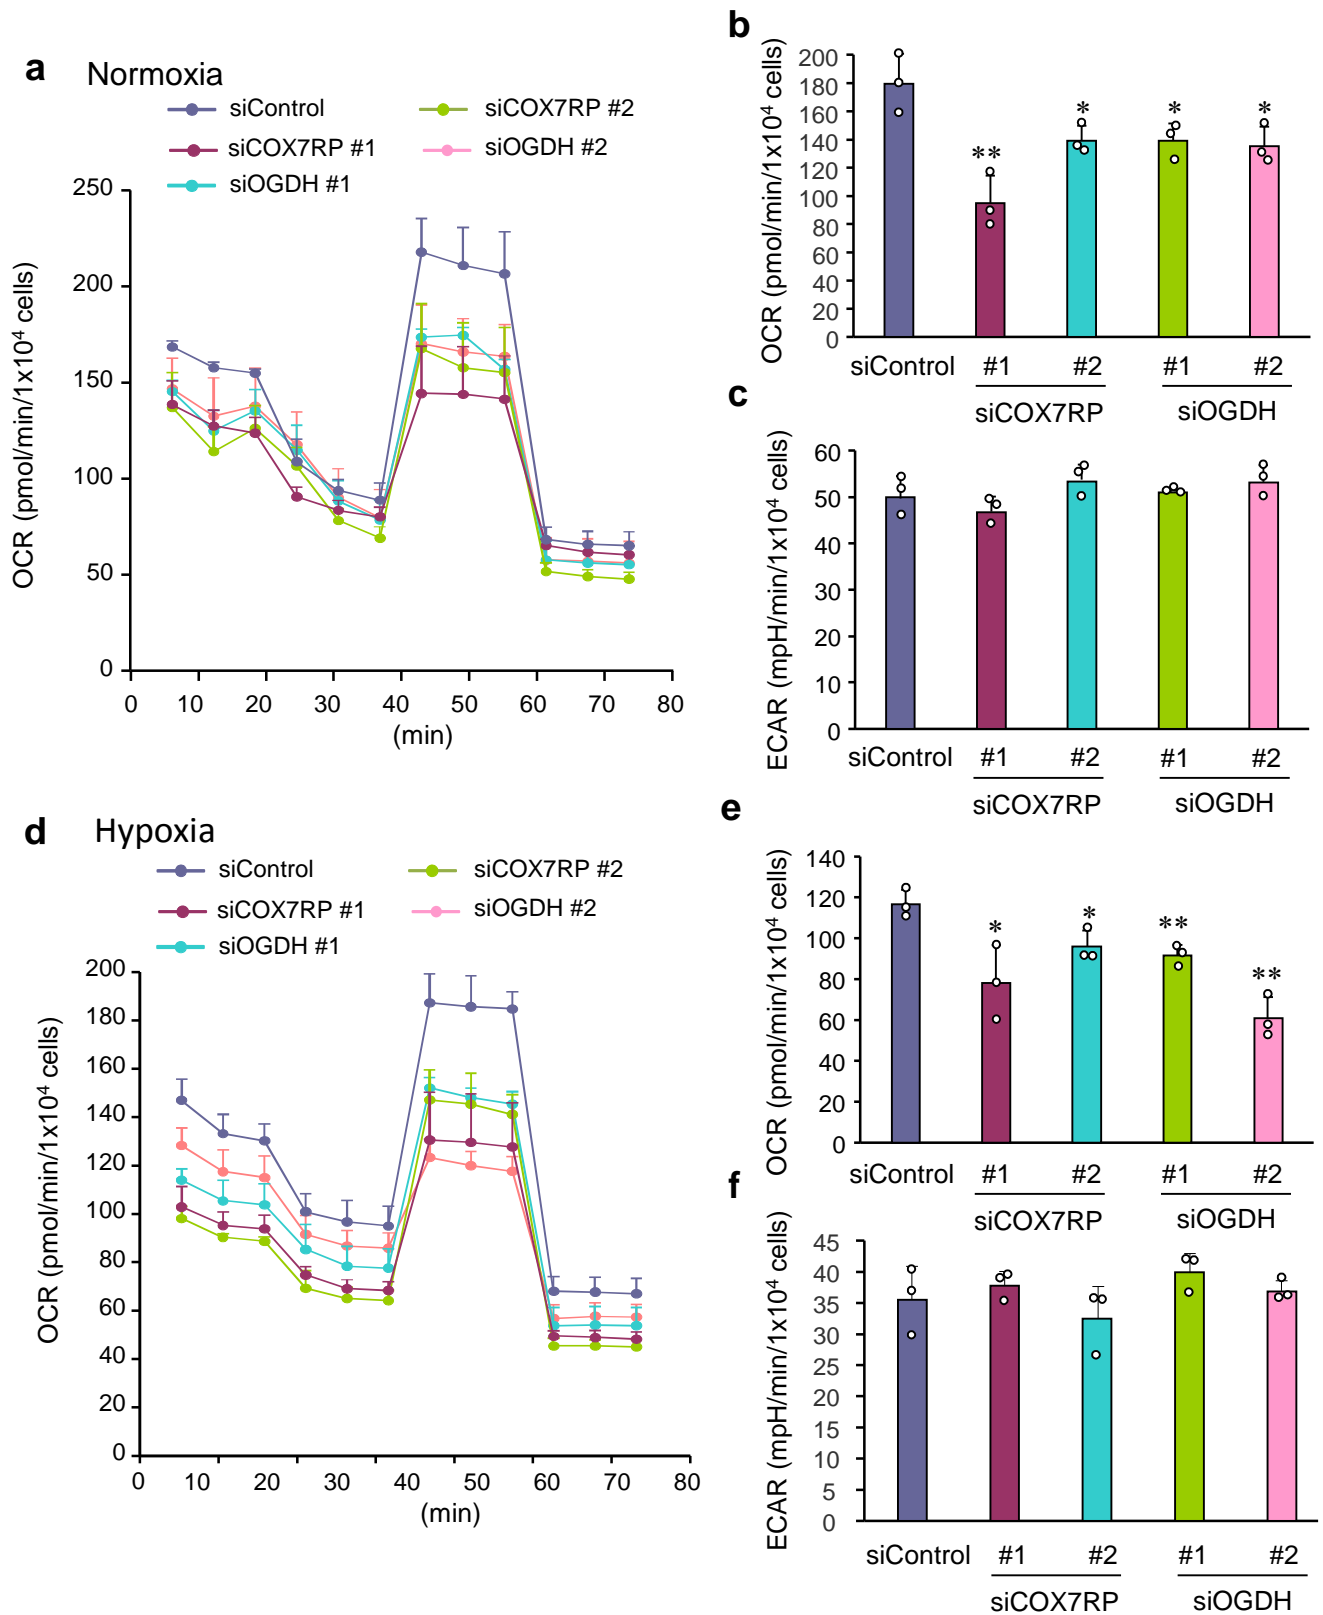 a Normoxia
siControl
siCOX7RP #2
siCOX7RP #1
siOGDH #2
siOGDH #1
250
200
150
100
50
0
OCR (pmol/min/1x10⁴ cells)
0 10 20 30 40 50 60 70 80
(min)
b
OCR (pmol/min/1x10⁴ cells)
200
180
160
140
120
100
80
60
40
20
0
** * * *
siControl #1 #2 #1 #2
siCOX7RP siOGDH
c
ECAR (mpH/min/1x10⁴ cells)
60
50
40
30
20
10
0
siControl #1 #2 #1 #2
siCOX7RP siOGDH
d Hypoxia
siControl
siCOX7RP #2
siCOX7RP #1
siOGDH #2
siOGDH #1
200
180
160
140
120
100
80
60
40
20
0
OCR (pmol/min/1x10⁴ cells)
0 10 20 30 40 50 60 70 80
(min)
e
OCR (pmol/min/1x10⁴ cells)
140
120
100
80
60
40
20
0
* * ** **
siControl #1 #2 #1 #2
siCOX7RP siOGDH
f
ECAR (mpH/min/1x10⁴ cells)
45
40
35
30
25
20
15
10
5
0
siControl #1 #2 #1 #2
siCOX7RP siOGDH